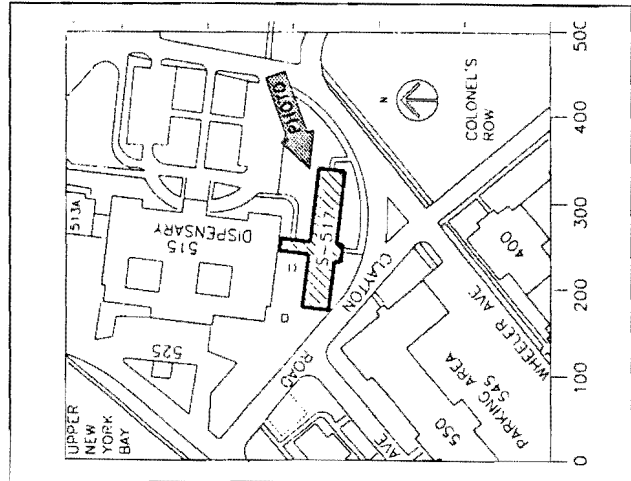 UPPER
NEW
YORK
BAY
525
515
DISPENSARY
513A
PHOTO
S-517
CLAYTON
ROAD
AVE
550
PARKING AREA
545
WHEELER AVE
400
N
COLONEL'S
ROW
0
100
200
300
400
500